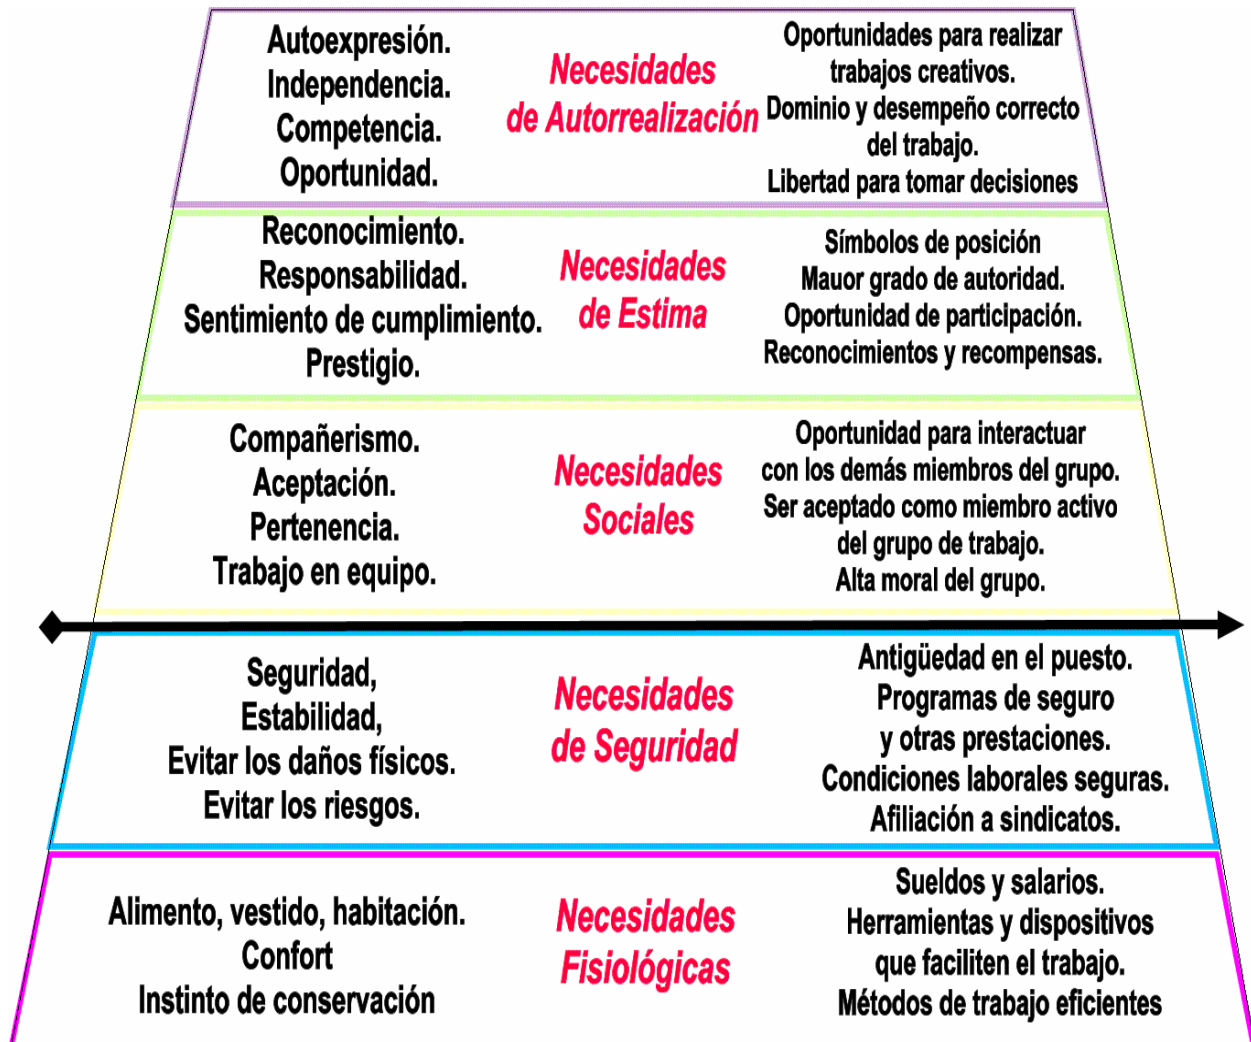 Autoexpresión.
Independencia.
Competencia.
Oportunidad.
Necesidades
de Autorrealización
Oportunidades para realizar
trabajos creativos.
Dominio y desempeño correcto
del trabajo.
Libertad para tomar decisiones
Reconocimiento.
Responsabilidad.
Sentimiento de cumplimiento.
Prestigio.
Necesidades
de Estima
Símbolos de posición
Mauor grado de autoridad.
Oportunidad de participación.
Reconocimientos y recompensas.
Compañerismo.
Aceptación.
Pertenencia.
Trabajo en equipo.
Necesidades
Sociales
Oportunidad para interactuar
con los demás miembros del grupo.
Ser aceptado como miembro activo
del grupo de trabajo.
Alta moral del grupo.
Seguridad,
Estabilidad,
Evitar los daños físicos.
Evitar los riesgos.
Necesidades
de Seguridad
Antigüedad en el puesto.
Programas de seguro
y otras prestaciones.
Condiciones laborales seguras.
Afiliación a sindicatos.
Alimento, vestido, habitación.
Confort
Instinto de conservación
Necesidades
Fisiológicas
Sueldos y salarios.
Herramientas y dispositivos
que faciliten el trabajo.
Métodos de trabajo eficientes